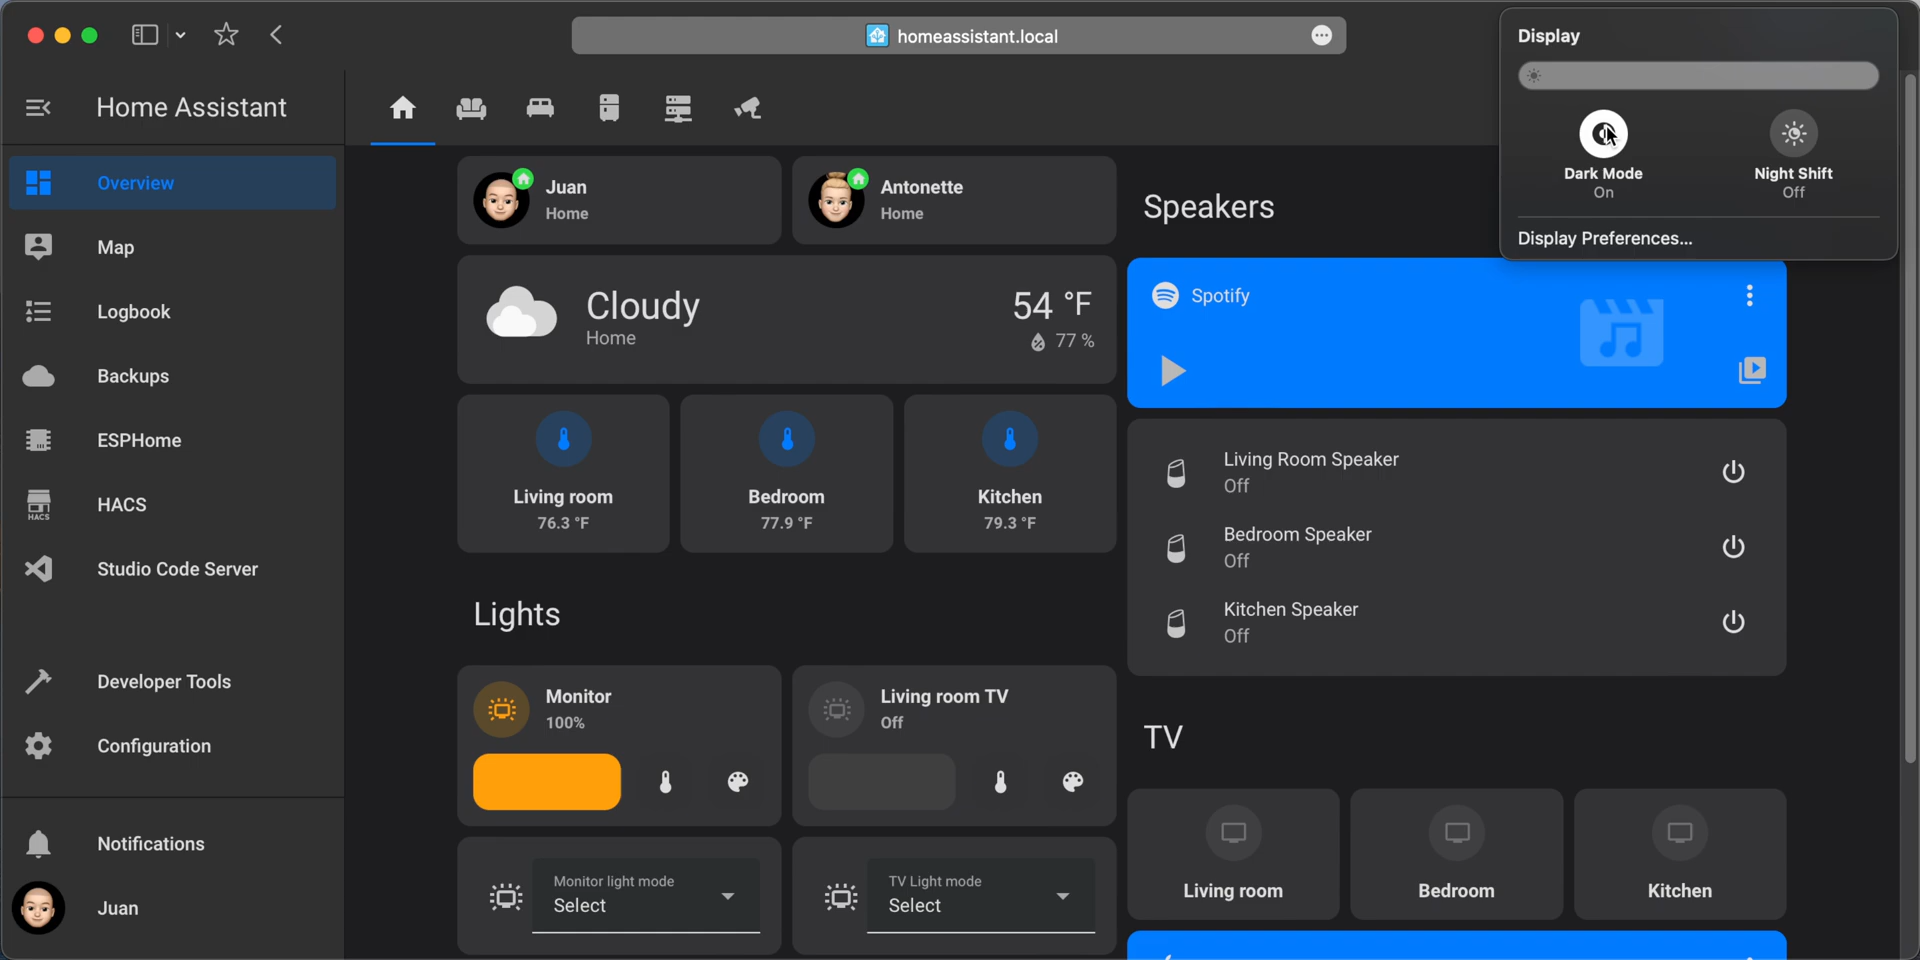 homeassistant.local
Display
Dark Mode
On
Night Shift
Off
Display Preferences...
Home Assistant
Overview
Map
Logbook
Backups
ESPHome
HACS
HACS
Studio Code Server
Developer Tools
Configuration
Notifications
Juan
Juan
Home
Antonette
Home
Cloudy
Home
54 °F
77 %
Living room
76.3 °F
Bedroom
77.9 °F
Kitchen
79.3 °F
Lights
Monitor
100%
Living room TV
Off
Monitor light mode
Select
TV Light mode
Select
Speakers
Spotify
Living Room Speaker
Off
Bedroom Speaker
Off
Kitchen Speaker
Off
TV
Living room
Bedroom
Kitchen